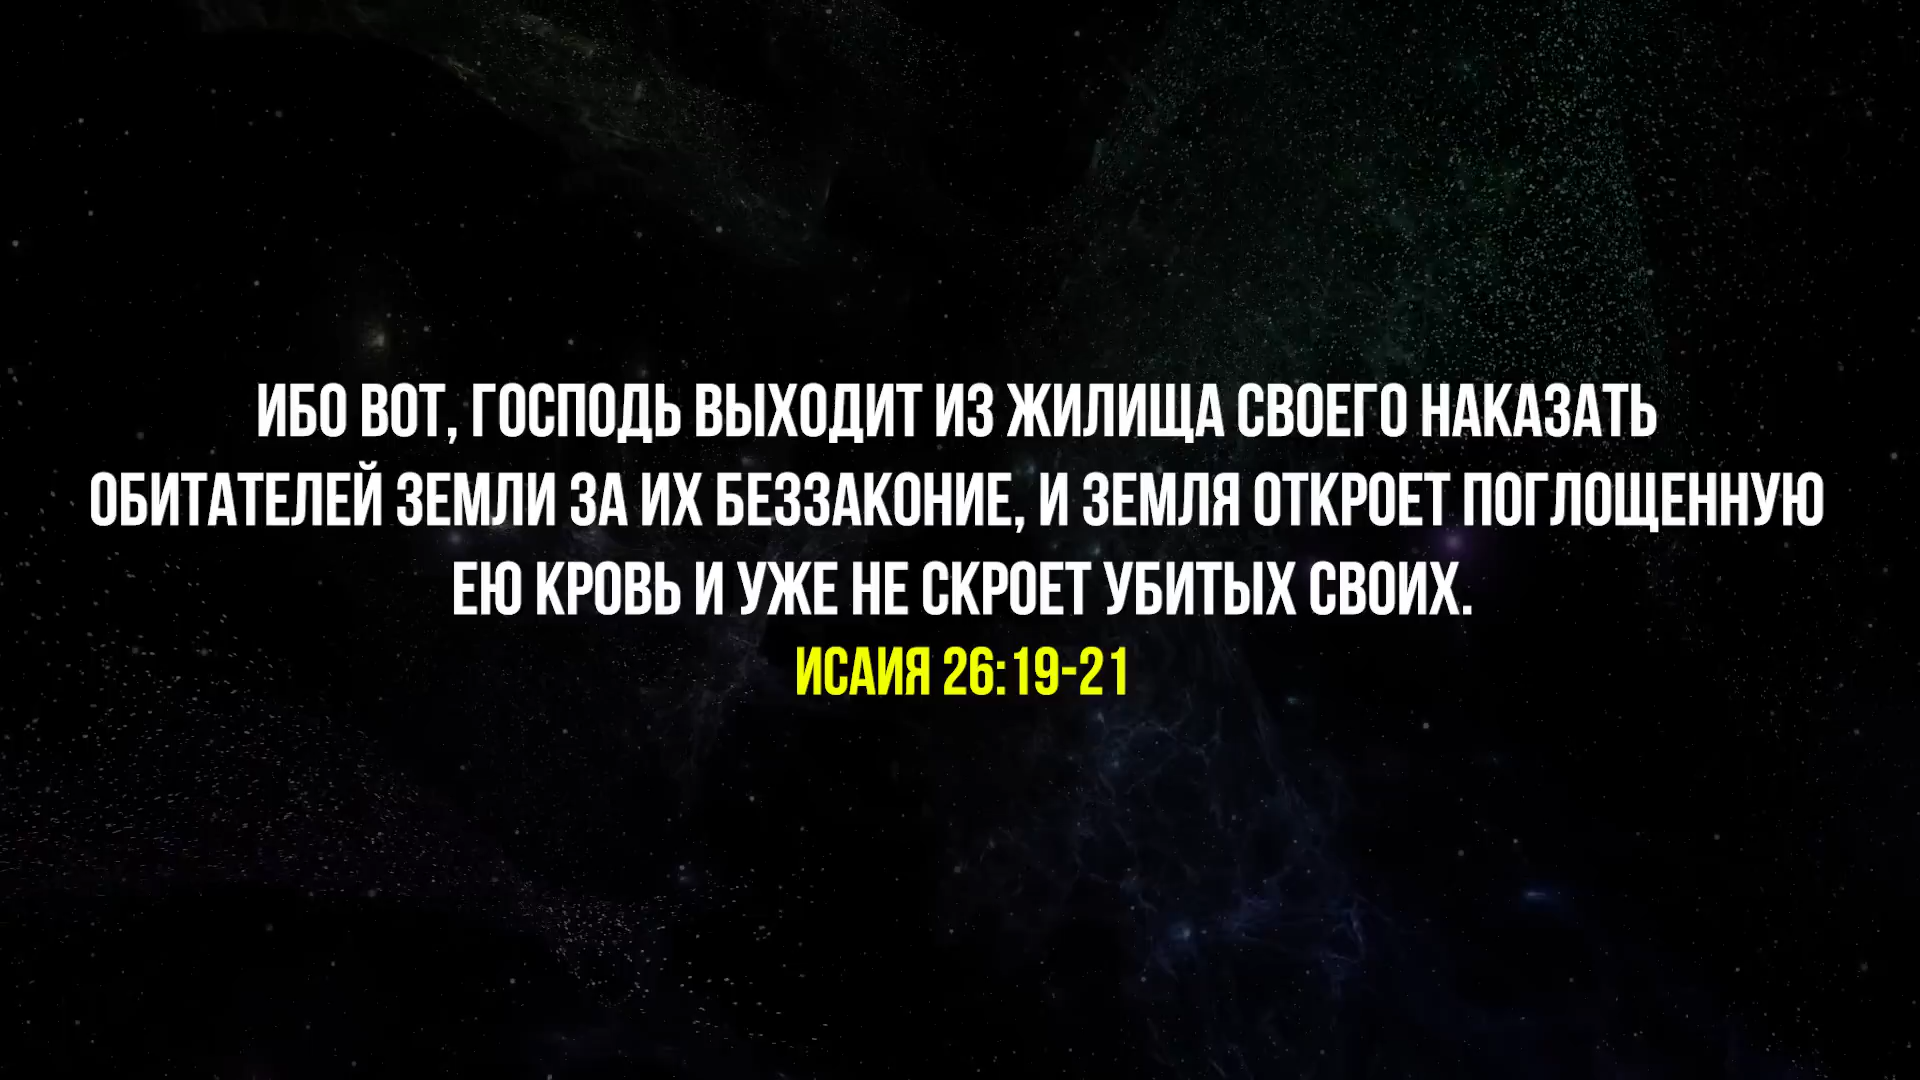 ИБО ВОТ, ГОСПОДЬ ВЫХОДИТ ИЗ ЖИЛИЩА СВОЕГО НАКАЗАТЬ
ОБИТАТЕЛЕЙ ЗЕМЛИ ЗА ИХ БЕЗЗАКОНИЕ, И ЗЕМЛЯ ОТКРОЕТ ПОГЛОЩЕННУЮ
ЕЮ КРОВЬ И УЖЕ НЕ СКРОЕТ УБИТЫХ СВОИХ.
ИСАИЯ 26:19-21